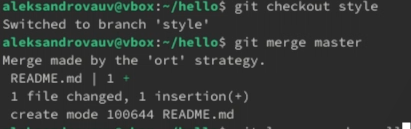 aleksandrovauv@vbox:~/hello$ git checkout style
Switched to branch 'style'
aleksandrovauv@vbox:~/hello$ git merge master
Merge made by the 'ort' strategy.
 README.md | 1 +
 1 file changed, 1 insertion(+)
 create mode 100644 README.md